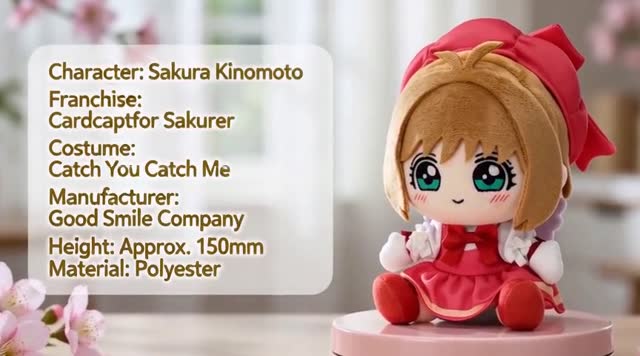 Character: Sakura Kinomoto
Franchise:
Cardcaptfor Sakurer
Costume:
Catch You Catch Me
Manufacturer:
Good Smile Company
Height: Approx. 150mm
Material: Polyester